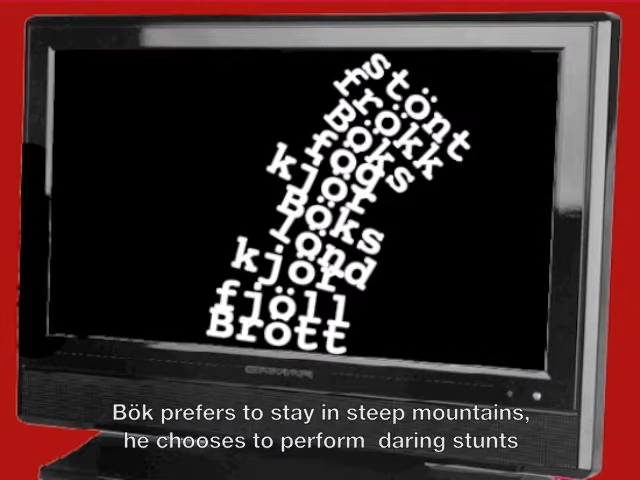 stönt
frökk
Böks
fög
kjör
Böks
lönd
kjör
fjöll
Brött
Bök prefers to stay in steep mountains,
he chooses to perform daring stunts